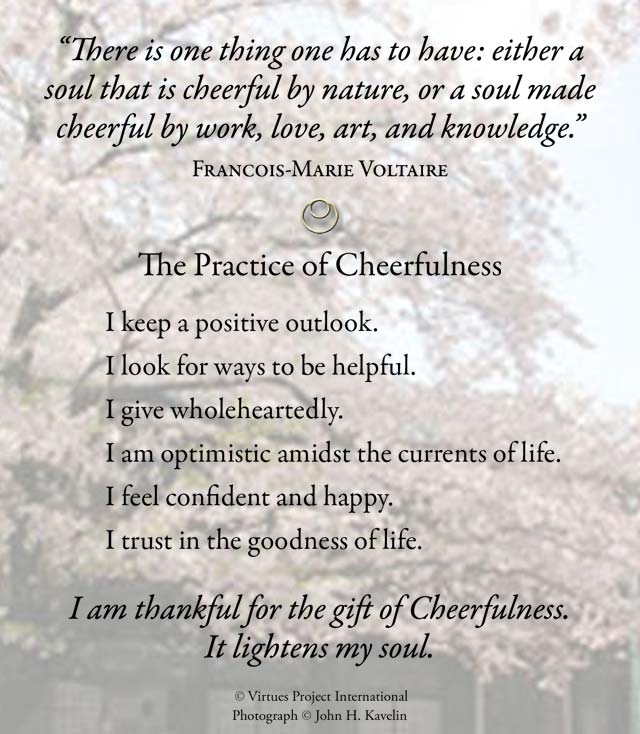 “There is one thing one has to have: either a
soul that is cheerful by nature, or a soul made
cheerful by work, love, art, and knowledge.”
Francois-Marie Voltaire
The Practice of Cheerfulness
I keep a positive outlook.
I look for ways to be helpful.
I give wholeheartedly.
I am optimistic amidst the currents of life.
I feel confident and happy.
I trust in the goodness of life.
I am thankful for the gift of Cheerfulness.
It lightens my soul.
© Virtues Project International
Photograph © John H. Kavelin